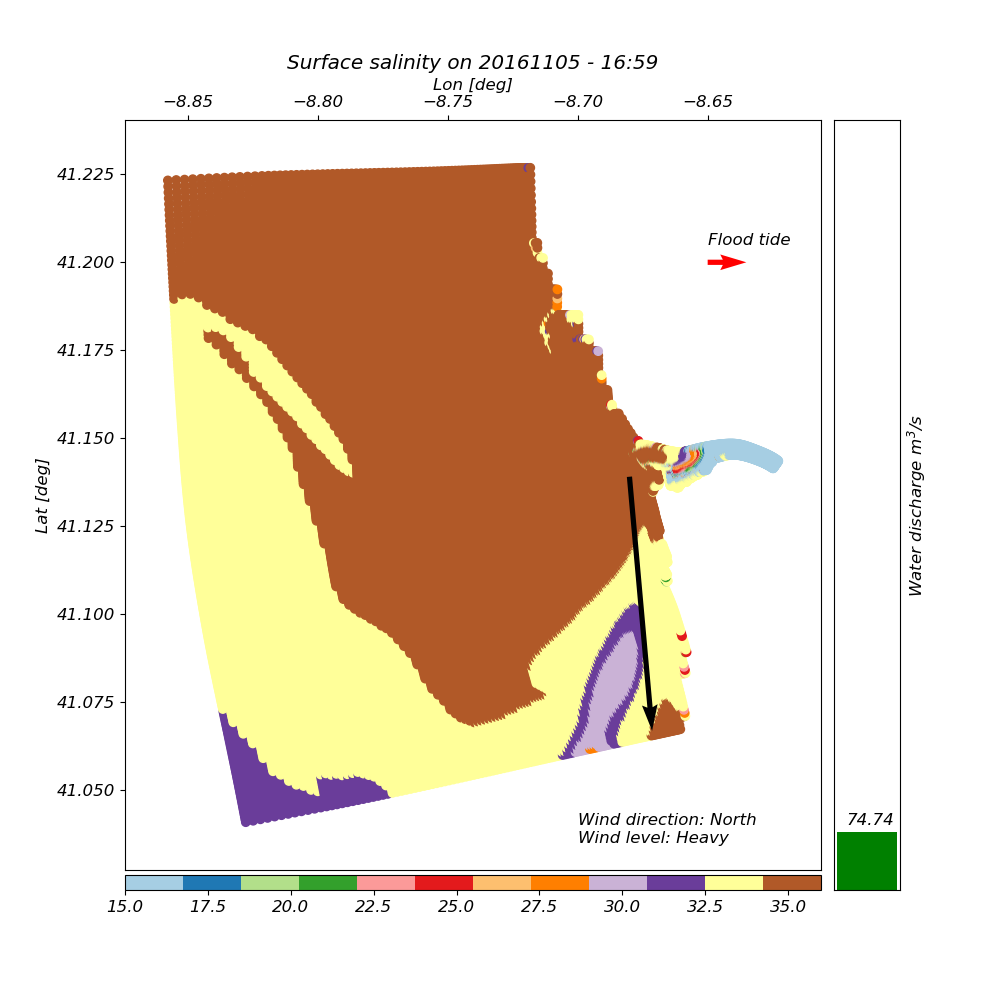 Surface salinity on 20161105 - 16:59
Lon [deg]
−8.85 −8.80 −8.75 −8.70 −8.65
41.225
41.200
41.175
41.150
41.125
41.100
41.075
41.050
Lat [deg]
Flood tide
Wind direction: North
Wind level: Heavy
74.74
Water discharge m³/s
15.0 17.5 20.0 22.5 25.0 27.5 30.0 32.5 35.0